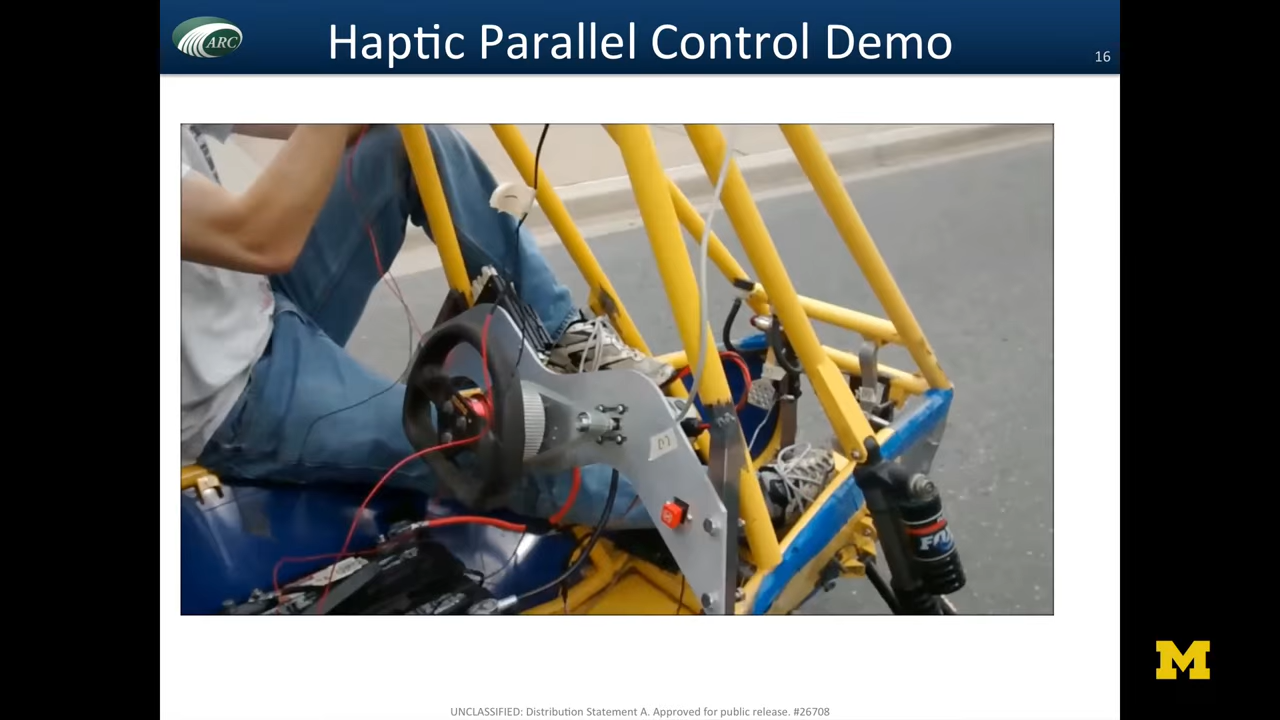 ARC
Haptic Parallel Control Demo
16
M
UNCLASSIFIED: Distribution Statement A. Approved for public release. #26708